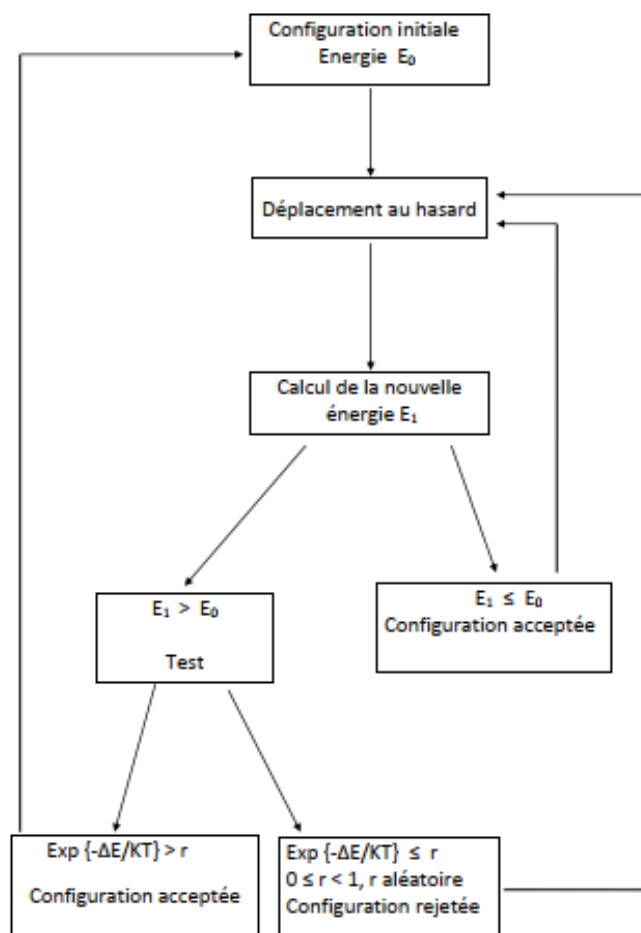 Configuration initiale
Energie E₀
Déplacement au hasard
Calcul de la nouvelle
énergie E₁
E₁ > E₀
Test
E₁ ≤ E₀
Configuration acceptée
Exp {-ΔE/KT} > r
Configuration acceptée
Exp {-ΔE/KT} ≤ r
0 ≤ r < 1, r aléatoire
Configuration rejetée